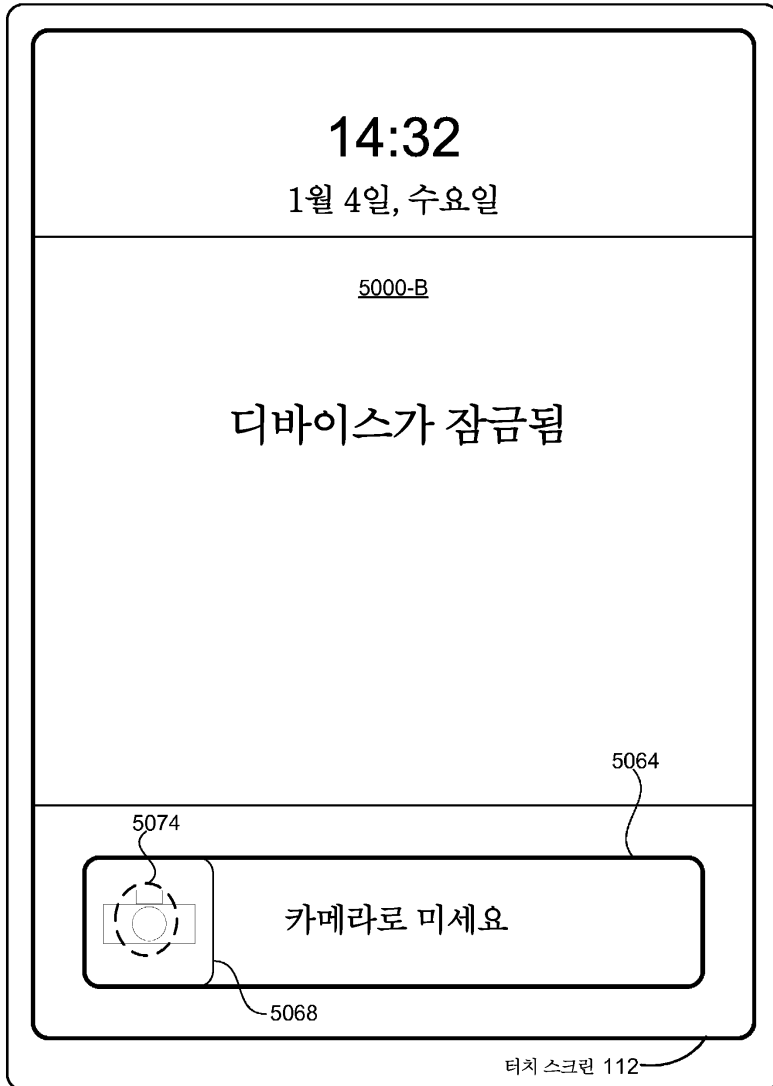 14:32
1월 4일, 수요일
5000-B
디바이스가 잠금됨
5064
5074
카메라로 미세요
5068
터치 스크린 112